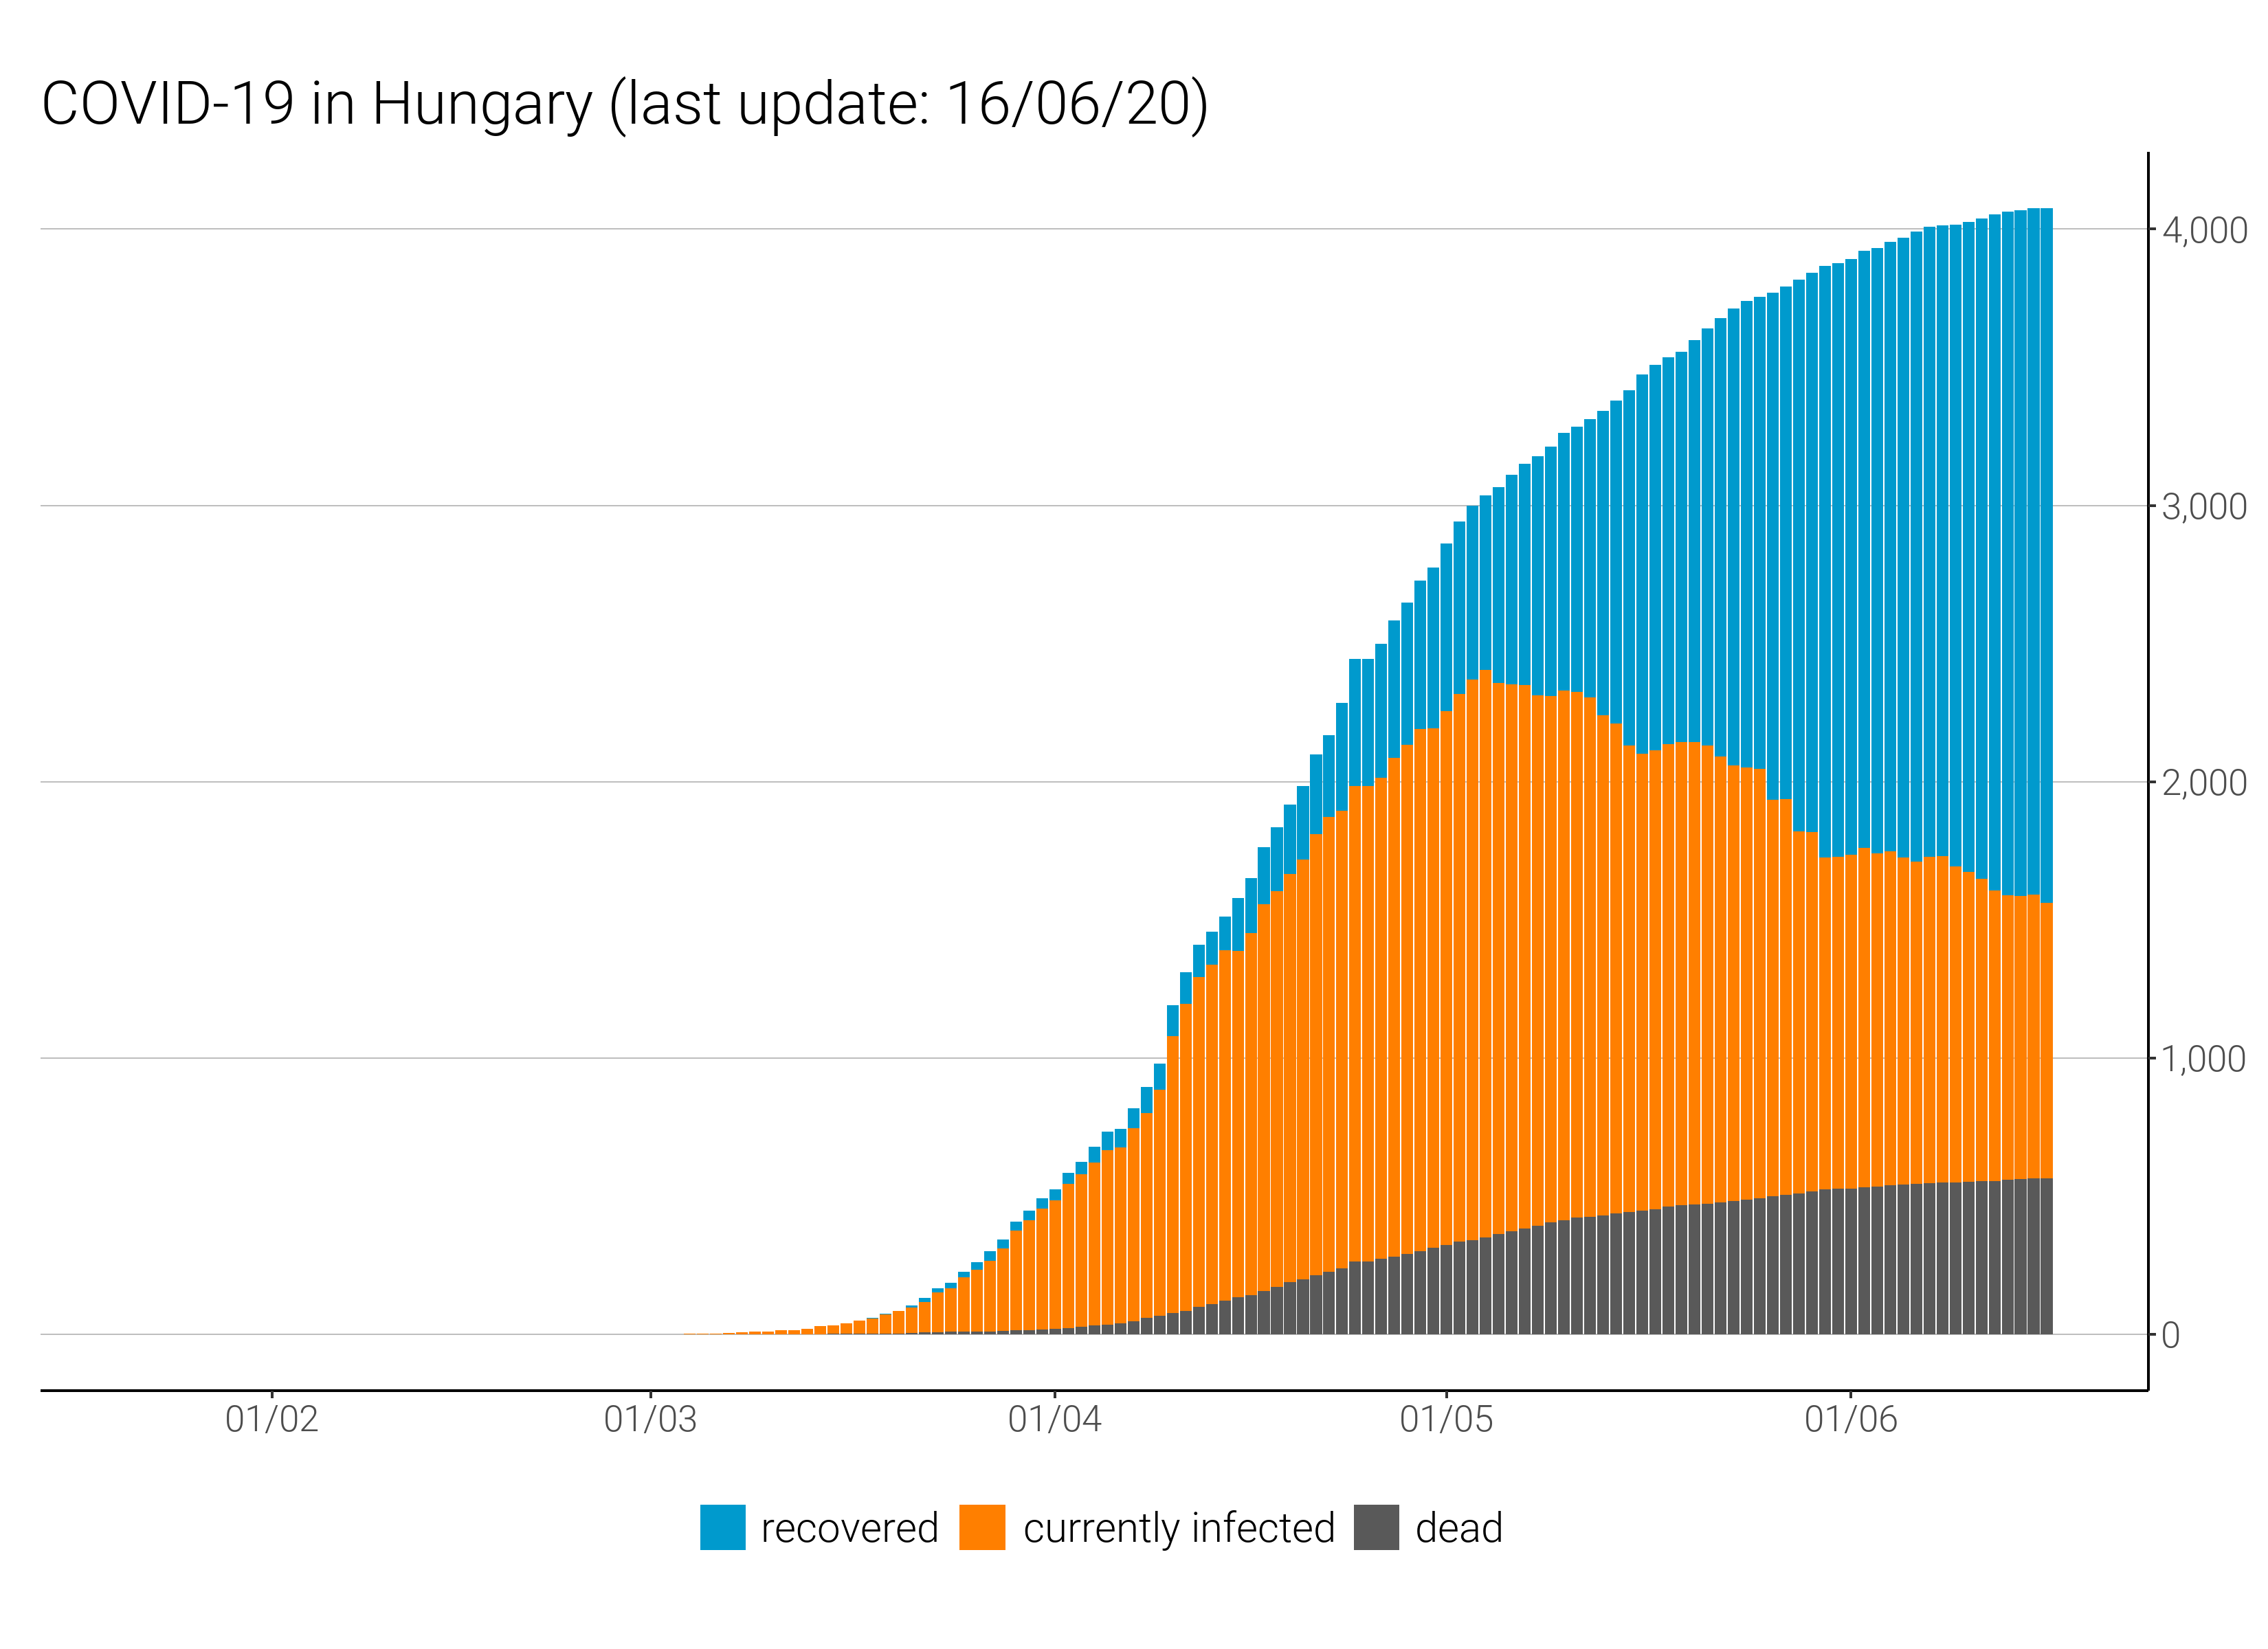 COVID-19 in Hungary (last update: 16/06/20)
4,000
3,000
2,000
1,000
0
01/02 01/03 01/04 01/05 01/06
recovered currently infected dead